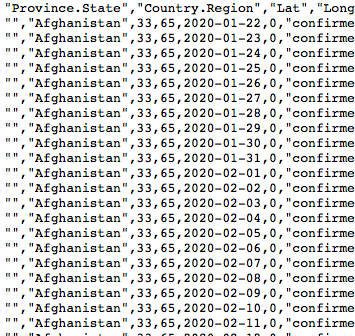 "Province.State","Country.Region","Lat","Long
"","Afghanistan",33,65,2020-01-22,0,"confirme
"","Afghanistan",33,65,2020-01-23,0,"confirme
"","Afghanistan",33,65,2020-01-24,0,"confirme
"","Afghanistan",33,65,2020-01-25,0,"confirme
"","Afghanistan",33,65,2020-01-26,0,"confirme
"","Afghanistan",33,65,2020-01-27,0,"confirme
"","Afghanistan",33,65,2020-01-28,0,"confirme
"","Afghanistan",33,65,2020-01-29,0,"confirme
"","Afghanistan",33,65,2020-01-30,0,"confirme
"","Afghanistan",33,65,2020-01-31,0,"confirme
"","Afghanistan",33,65,2020-02-01,0,"confirme
"","Afghanistan",33,65,2020-02-02,0,"confirme
"","Afghanistan",33,65,2020-02-03,0,"confirme
"","Afghanistan",33,65,2020-02-04,0,"confirme
"","Afghanistan",33,65,2020-02-05,0,"confirme
"","Afghanistan",33,65,2020-02-06,0,"confirme
"","Afghanistan",33,65,2020-02-07,0,"confirme
"","Afghanistan",33,65,2020-02-08,0,"confirme
"","Afghanistan",33,65,2020-02-09,0,"confirme
"","Afghanistan",33,65,2020-02-10,0,"confirme
"","Afghanistan",33,65,2020-02-11,0,"confirme